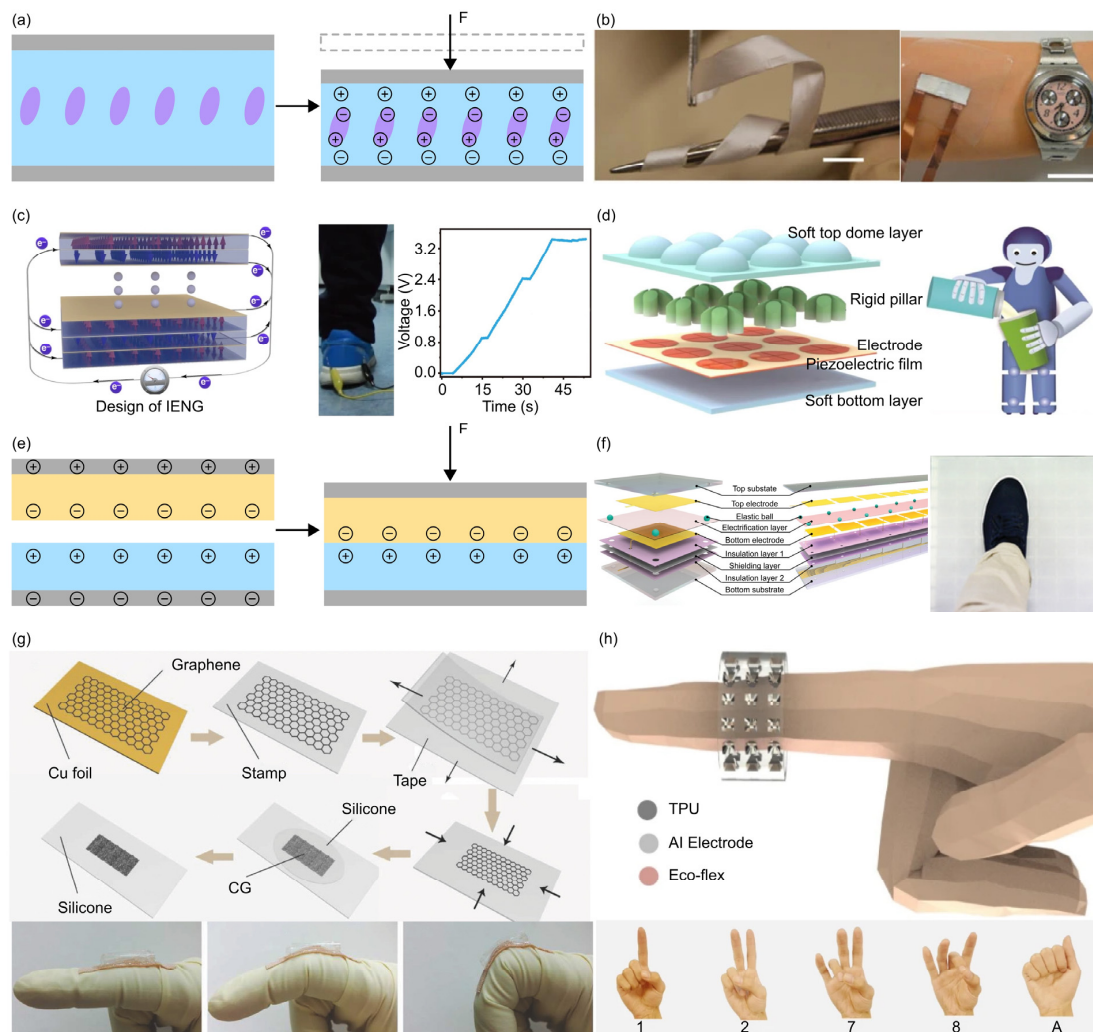 (a)
F
(b)
(c)
e⁻
e⁻
e⁻
e⁻
e⁻
e⁻
e⁻
e⁻
Design of IENG
Voltage (V)
3.2
2.4
1.6
0.8
0.0
0
15
30
45
Time (s)
(d)
Soft top dome layer
Rigid pillar
Electrode
Piezoelectric film
Soft bottom layer
(e)
F
(f)
Top substate
Top electrode
Elastic ball
Electrification layer
Bottom electrode
Insulation layer 1
Shielding layer
Insulation layer 2
Bottom substrate
(g)
Graphene
Cu foil
Stamp
Tape
Silicone
CG
Silicone
(h)
TPU
AI Electrode
Eco-flex
1
2
7
8
A